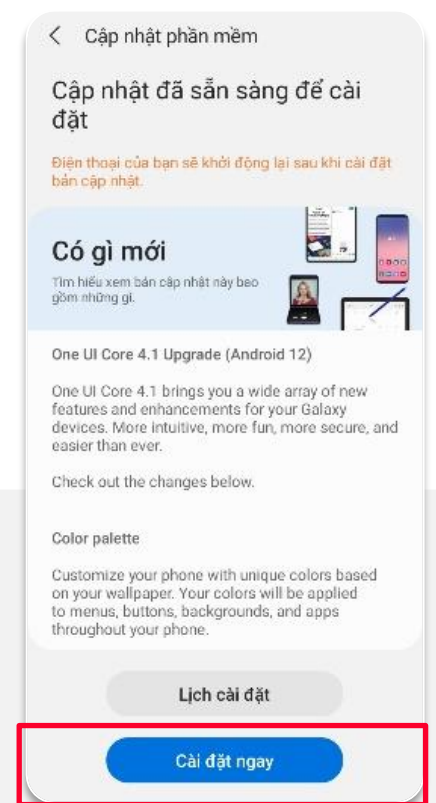 Cập nhật phần mềm
Cập nhật đã sẵn sàng để cài
đặt
Điện thoại của bạn sẽ khởi động lại sau khi cài đặt
bản cập nhật.
Có gì mới
Tìm hiểu xem bản cập nhật này bao
gồm những gì.
One UI Core 4.1 Upgrade (Android 12)
One UI Core 4.1 brings you a wide array of new
features and enhancements for your Galaxy
devices. More intuitive, more fun, more secure, and
easier than ever.
Check out the changes below.
Color palette
Customize your phone with unique colors based
on your wallpaper. Your colors will be applied
to menus, buttons, backgrounds, and apps
throughout your phone.
Lịch cài đặt
Cài đặt ngay